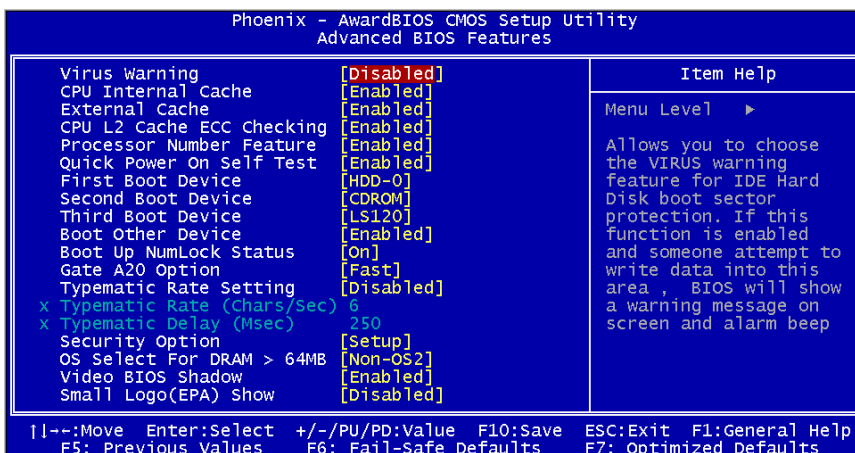 Phoenix - AwardBIOS CMOS Setup Utility
Advanced BIOS Features
Virus Warning [Disabled]
CPU Internal Cache [Enabled]
External Cache [Enabled]
CPU L2 Cache ECC Checking [Enabled]
Processor Number Feature [Enabled]
Quick Power On Self Test [Enabled]
First Boot Device [HDD-0]
Second Boot Device [CDROM]
Third Boot Device [LS120]
Boot Other Device [Enabled]
Boot Up NumLock Status [On]
Gate A20 Option [Fast]
Typematic Rate Setting [Disabled]
x Typematic Rate (Chars/Sec) 6
x Typematic Delay (Msec) 250
Security Option [Setup]
OS Select For DRAM > 64MB [Non-OS2]
Video BIOS Shadow [Enabled]
Small Logo(EPA) Show [Disabled]
Item Help
Menu Level ►
Allows you to choose
the VIRUS warning
feature for IDE Hard
Disk boot sector
protection. If this
function is enabled
and someone attempt to
write data into this
area , BIOS will show
a warning message on
screen and alarm beep
↑↓→←:Move Enter:Select +/-/PU/PD:Value F10:Save ESC:Exit F1:General Help
F5: Previous Values F6: Fail-Safe Defaults F7: Optimized Defaults